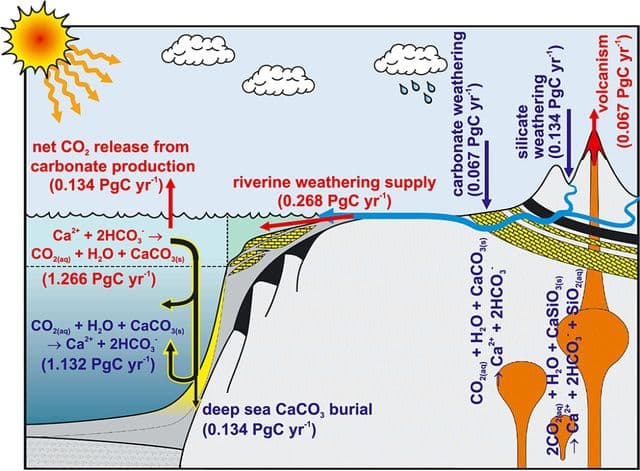 net CO₂ release from
carbonate production
(0.134 PgC yr⁻¹)
riverine weathering supply
(0.268 PgC yr⁻¹)
carbonate weathering
(0.067 PgC yr⁻¹)
silicate
weathering
(0.134 PgC yr⁻¹)
volcanism
(0.067 PgC yr⁻¹)
Ca²⁺ + 2HCO₃⁻ →
CO₂₍ₐq₎ + H₂O + CaCO₃₍ₛ₎
(1.266 PgC yr⁻¹)
CO₂₍ₐq₎ + H₂O + CaCO₃₍ₛ₎
→ Ca²⁺ + 2HCO₃⁻
(1.132 PgC yr⁻¹)
deep sea CaCO₃ burial
(0.134 PgC yr⁻¹)
CO₂₍ₐq₎ + H₂O + CaCO₃₍ₛ₎
→ Ca²⁺ + 2HCO₃⁻
2CO₂₍ₐq₎ + H₂O + CaSiO₃₍ₛ₎
→ Ca²⁺ + 2HCO₃⁻ + SiO₂₍ₐq₎